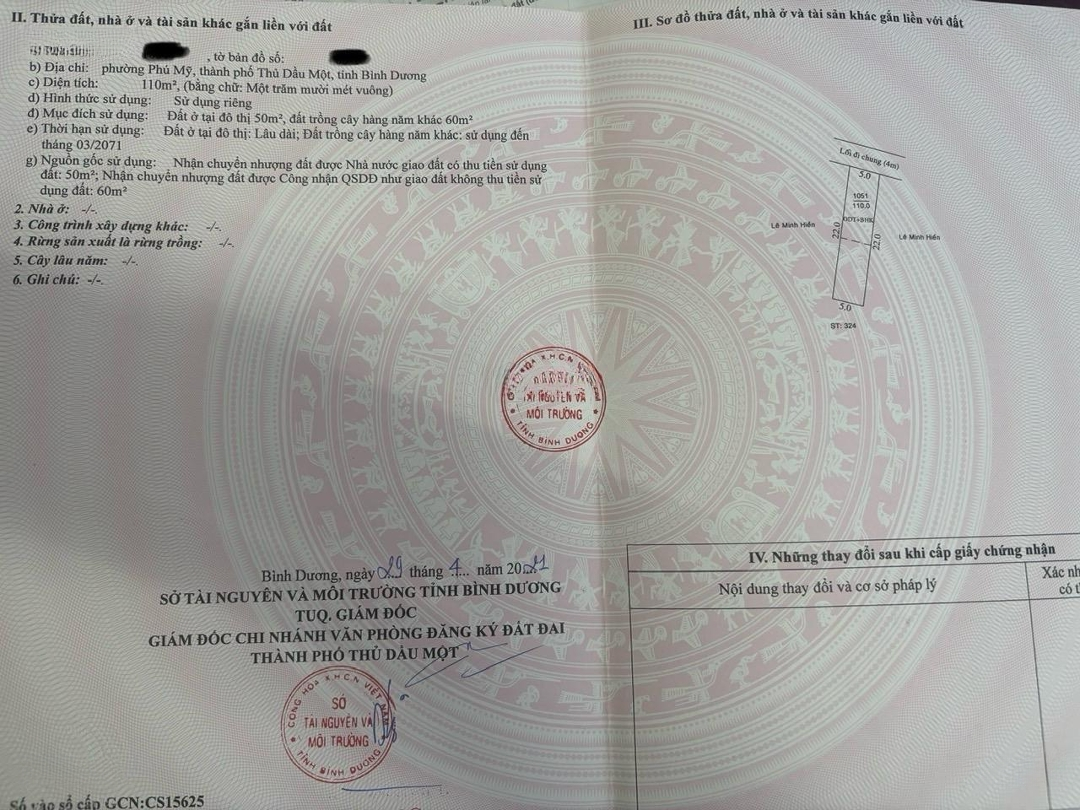 II. Thửa đất, nhà ở và tài sản khác gắn liền với đất
, tờ bản đồ số:
b) Địa chỉ: phường Phú Mỹ, thành phố Thủ Dầu Một, tỉnh Bình Dương
c) Diện tích: 110m², (bằng chữ: Một trăm mười mét vuông)
d) Hình thức sử dụng: Sử dụng riêng
đ) Mục đích sử dụng: Đất ở tại đô thị 50m², đất trồng cây hàng năm khác 60m²
e) Thời hạn sử dụng: Đất ở tại đô thị: Lâu dài; Đất trồng cây hàng năm khác: sử dụng đến
tháng 03/2071
g) Nguồn gốc sử dụng: Nhận chuyển nhượng đất được Nhà nước giao đất có thu tiền sử dụng
đất: 50m²; Nhận chuyển nhượng đất được Công nhận QSDĐ như giao đất không thu tiền sử
dụng đất: 60m²
2. Nhà ở: -/-.
3. Công trình xây dựng khác: -/-.
4. Rừng sản xuất là rừng trồng: -/-.
5. Cây lâu năm: -/-.
6. Ghi chú: -/-.
Bình Dương, ngày 29 tháng 4 năm 2021
SỞ TÀI NGUYÊN VÀ MÔI TRƯỜNG TỈNH BÌNH DƯƠNG
TUQ. GIÁM ĐỐC
GIÁM ĐỐC CHI NHÁNH VĂN PHÒNG ĐĂNG KÝ ĐẤT ĐAI
THÀNH PHỐ THỦ DẦU MỘT
CỘNG HÒA X.H.C.N VIỆT NAM
SỞ
TÀI NGUYÊN VÀ
MÔI TRƯỜNG
TỈNH BÌNH DƯƠNG
Số vào sổ cấp GCN:CS15625
MÔI TRƯỜNG
TỈNH BÌNH DƯƠNG
III. Sơ đồ thửa đất, nhà ở và tài sản khác gắn liền với đất
Lối đi chung (4m)
5.0
1051
110.0
ODT+BHK
Lê Minh Hiền
22.0
22.0
Lê Minh Hiền
5.0
ST: 324
IV. Những thay đổi sau khi cấp giấy chứng nhận
Nội dung thay đổi và cơ sở pháp lý
Xác nh
có t